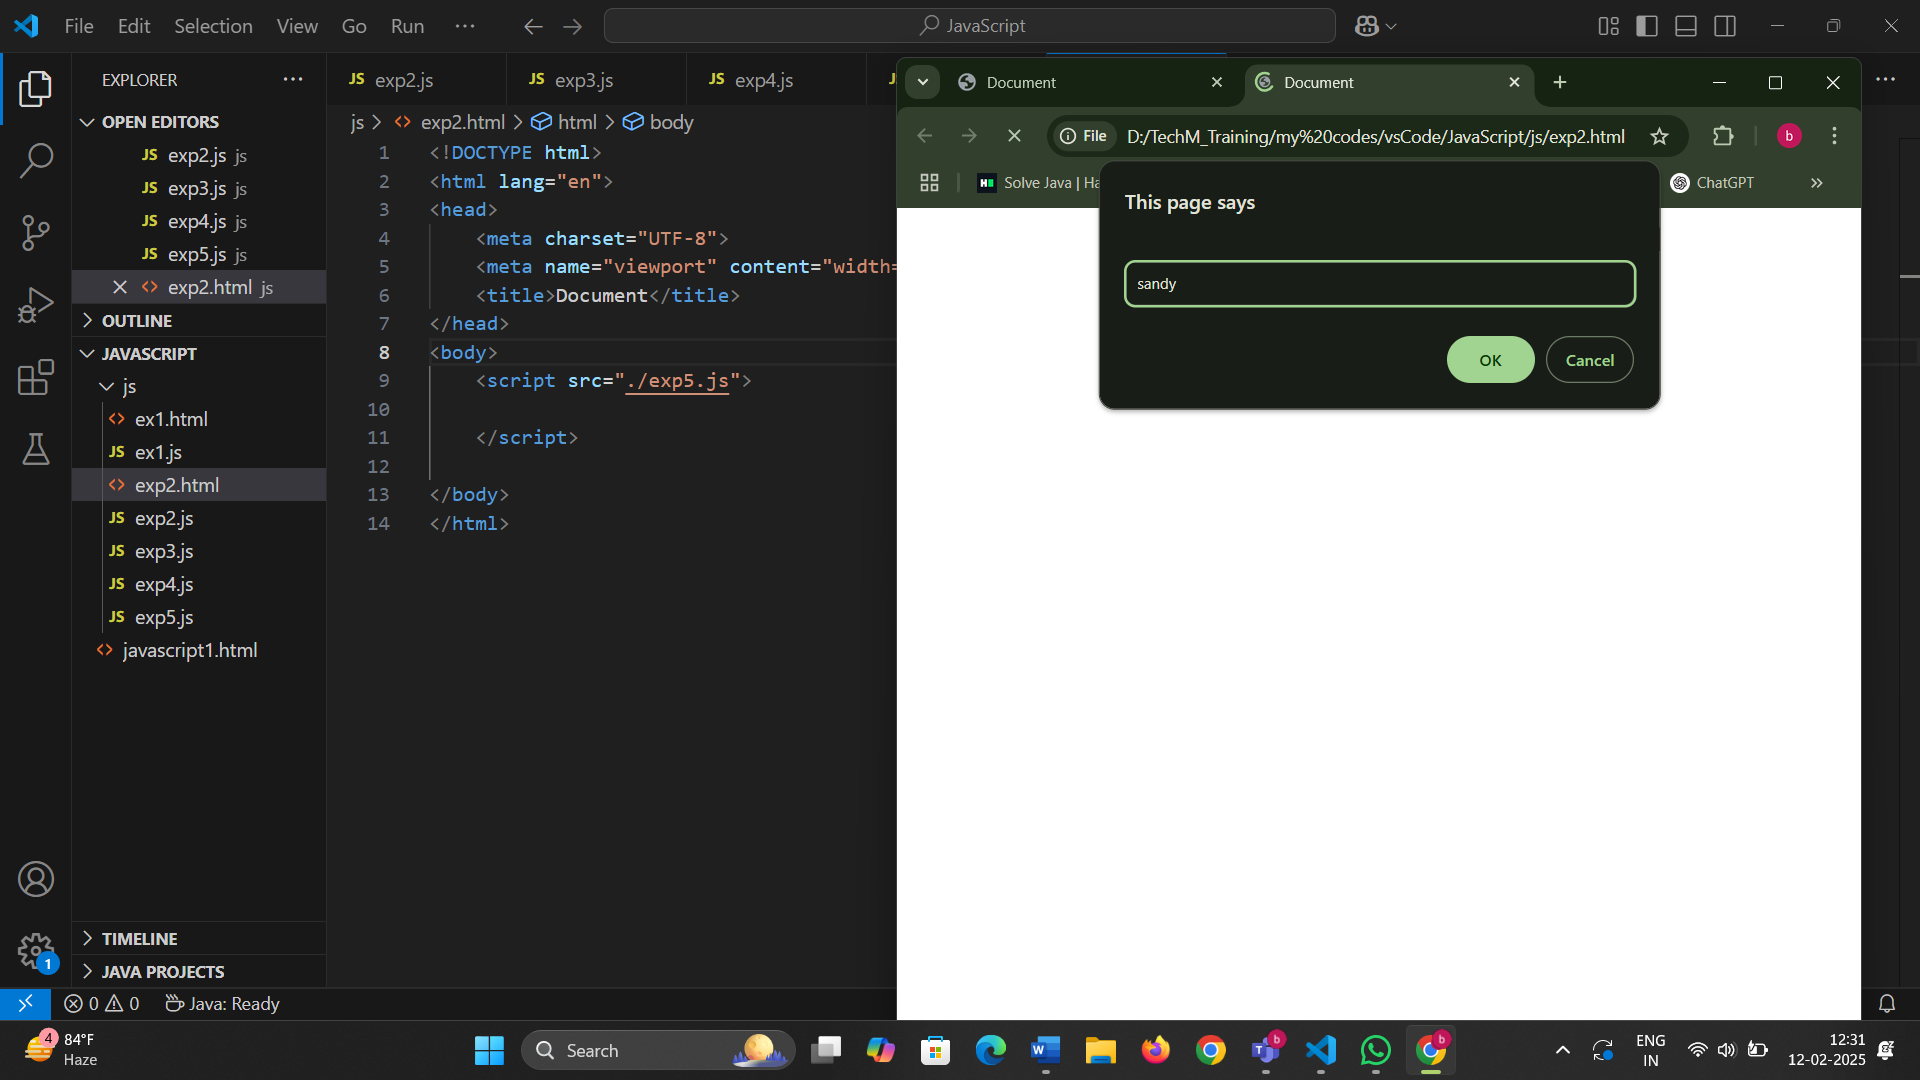 File Edit Selection View Go Run ···
JavaScript
EXPLORER ···
OPEN EDITORS
JS exp2.js js
JS exp3.js js
JS exp4.js js
JS exp5.js js
<> exp2.html js
OUTLINE
JAVASCRIPT
js
<> ex1.html
JS ex1.js
<> exp2.html
JS exp2.js
JS exp3.js
JS exp4.js
JS exp5.js
<> javascript1.html
TIMELINE
JAVA PROJECTS
1
0 0 Java: Ready
JS exp2.js JS exp3.js JS exp4.js
js > <> exp2.html > html > body
1 <!DOCTYPE html>
2 <html lang="en">
3 <head>
4 <meta charset="UTF-8">
5 <meta name="viewport" content="width=
6 <title>Document</title>
7 </head>
8 <body>
9 <script src="./exp5.js">
10
11 </script>
12
13 </body>
14 </html>
Document Document
File D:/TechM_Training/my%20codes/vsCode/JavaScript/js/exp2.html b
H Solve Java | Ha ChatGPT »
This page says
sandy
OK Cancel
4 84°F
Haze
Search
b
b
ENG
IN
12:31
12-02-2025